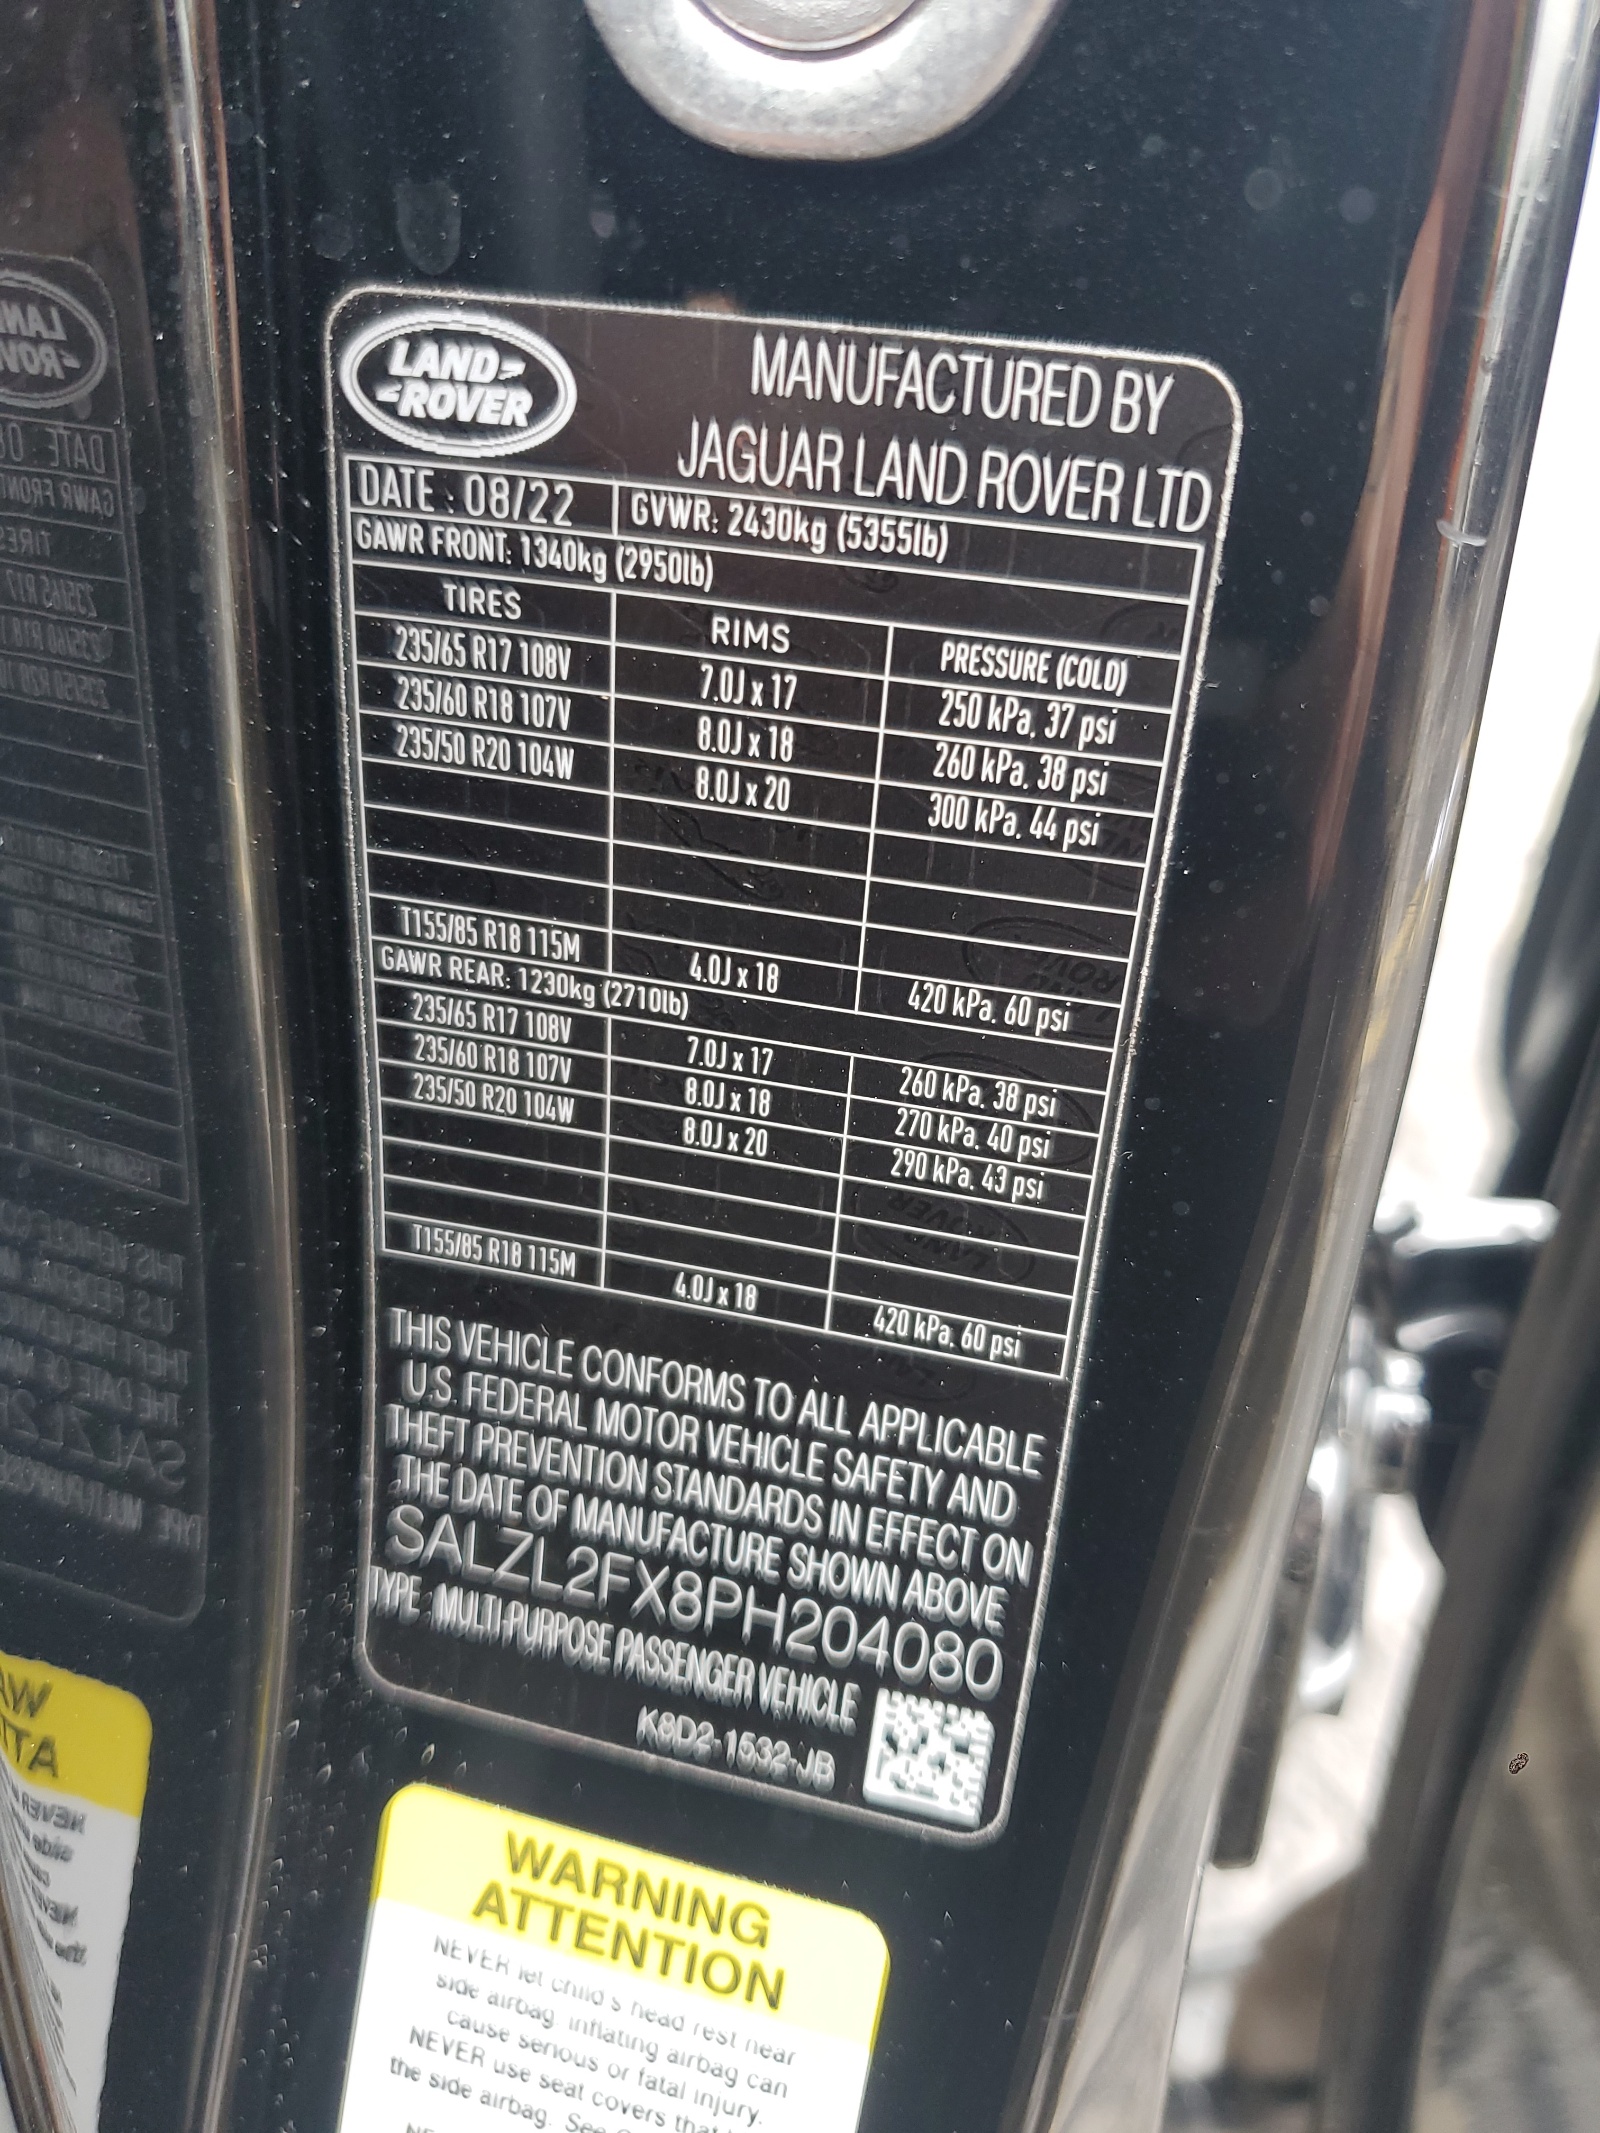 LAND
ROVER
MANUFACTURED BY
JAGUAR LAND ROVER LTD
DATE : 08/22 GVWR: 2430kg (5355lb)
GAWR FRONT: 1340kg (2950lb)
TIRES RIMS PRESSURE (COLD)
235/65 R17 108V 7.0J x 17 250 kPa, 37 psi
235/60 R18 107V 8.0J x 18 260 kPa, 38 psi
235/50 R20 104W 8.0J x 20 300 kPa, 44 psi
T155/85 R18 115M 4.0J x 18 420 kPa, 60 psi
GAWR REAR: 1230kg (2710lb)
235/65 R17 108V 7.0J x 17 260 kPa, 38 psi
235/60 R18 107V 8.0J x 18 270 kPa, 40 psi
235/50 R20 104W 8.0J x 20 290 kPa, 43 psi
T155/85 R18 115M 4.0J x 18 420 kPa, 60 psi
THIS VEHICLE CONFORMS TO ALL APPLICABLE
U.S. FEDERAL MOTOR VEHICLE SAFETY AND
THEFT PREVENTION STANDARDS IN EFFECT ON
THE DATE OF MANUFACTURE SHOWN ABOVE
SALZL2FX8PH204080
TYPE : MULTI-PURPOSE PASSENGER VEHICLE
K8D2-1532-JB
WARNING
ATTENTION
NEVER let child's head rest near
side airbag, inflating airbag can
cause serious or fatal injury.
NEVER use seat covers that
the side airbag. See